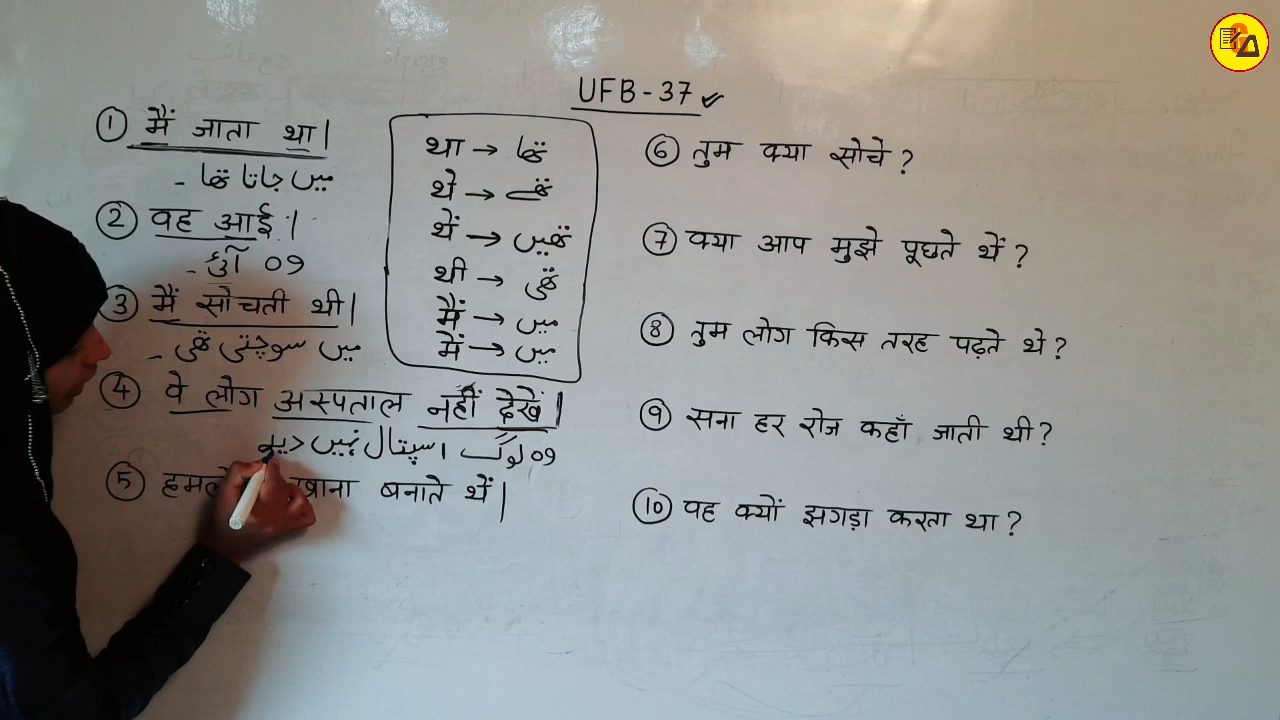 UFB-37 ✓
① मैं जाता था।
میں جاتا تھا ۔
② वह आई।
وہ آئی ۔
③ मैं सोचती थी।
میں سوچتی تھی ۔
④ वे लोग अस्पताल नहीं देखें।
وہ لوگ اسپتال نہیں دیکھ
⑤ हमलो खाना बनाते थें।
था → تھا
थे → تھے
थें → تھیں
थी → تھی
मैं → میں
में → میں
⑥ तुम क्या सोचे?
⑦ क्या आप मुझे पूछते थें?
⑧ तुम लोग किस तरह पढ़ते थे?
⑨ सना हर रोज कहाँ जाती थी?
⑩ वह क्यों झगड़ा करता था?